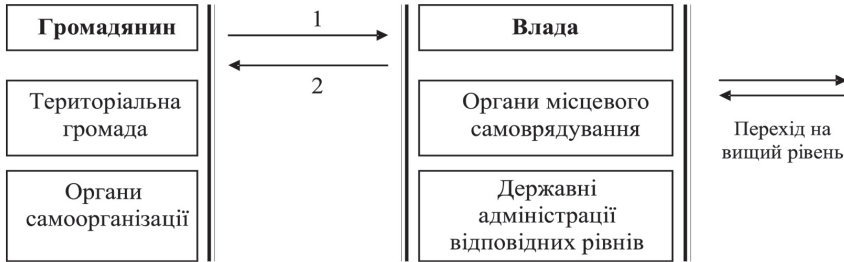 Громадянин
1
2
Влада
Територіальна
громада
Органи місцевого
самоврядування
Перехід на
вищий рівень
Органи
самоорганізації
Державні
адміністрації
відповідних рівнів